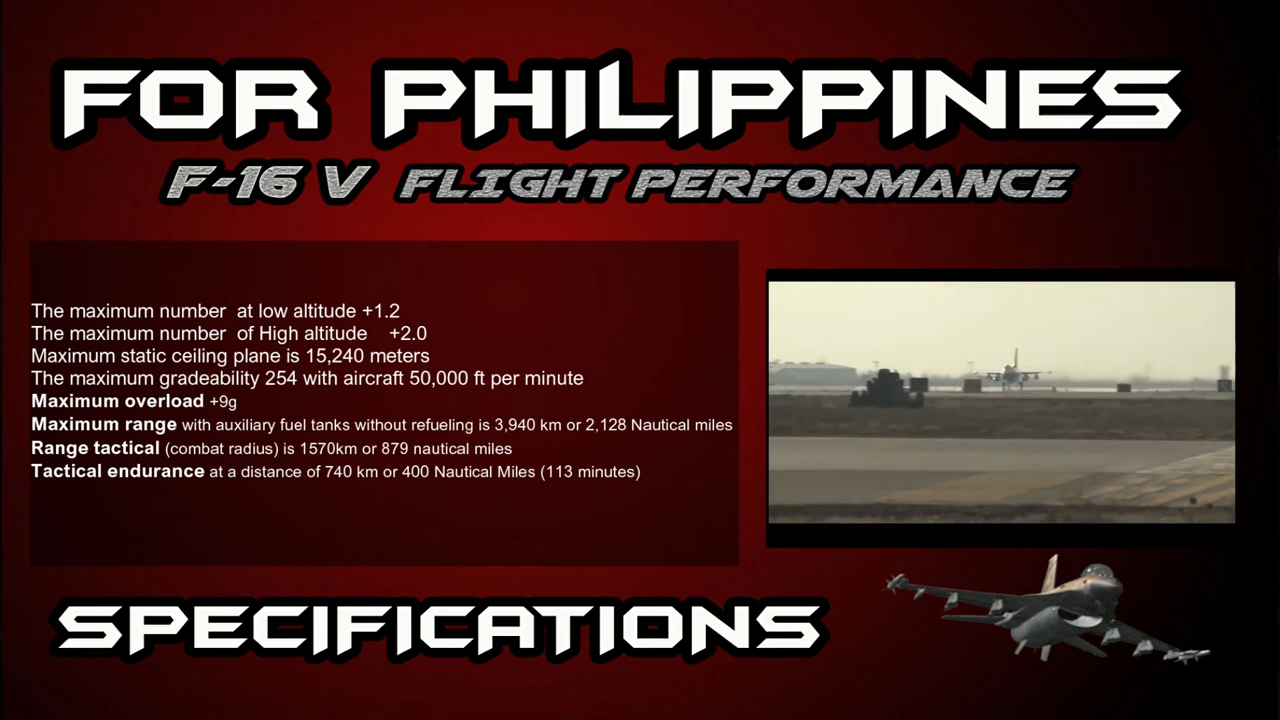 FOR PHILIPPINES
F-16 V FLIGHT PERFORMANCE
The maximum number at low altitude +1.2
The maximum number of High altitude +2.0
Maximum static ceiling plane is 15,240 meters
The maximum gradeability 254 with aircraft 50,000 ft per minute
Maximum overload +9g
Maximum range with auxiliary fuel tanks without refueling is 3,940 km or 2,128 Nautical miles
Range tactical (combat radius) is 1570km or 879 nautical miles
Tactical endurance at a distance of 740 km or 400 Nautical Miles (113 minutes)
SPECIFICATIONS